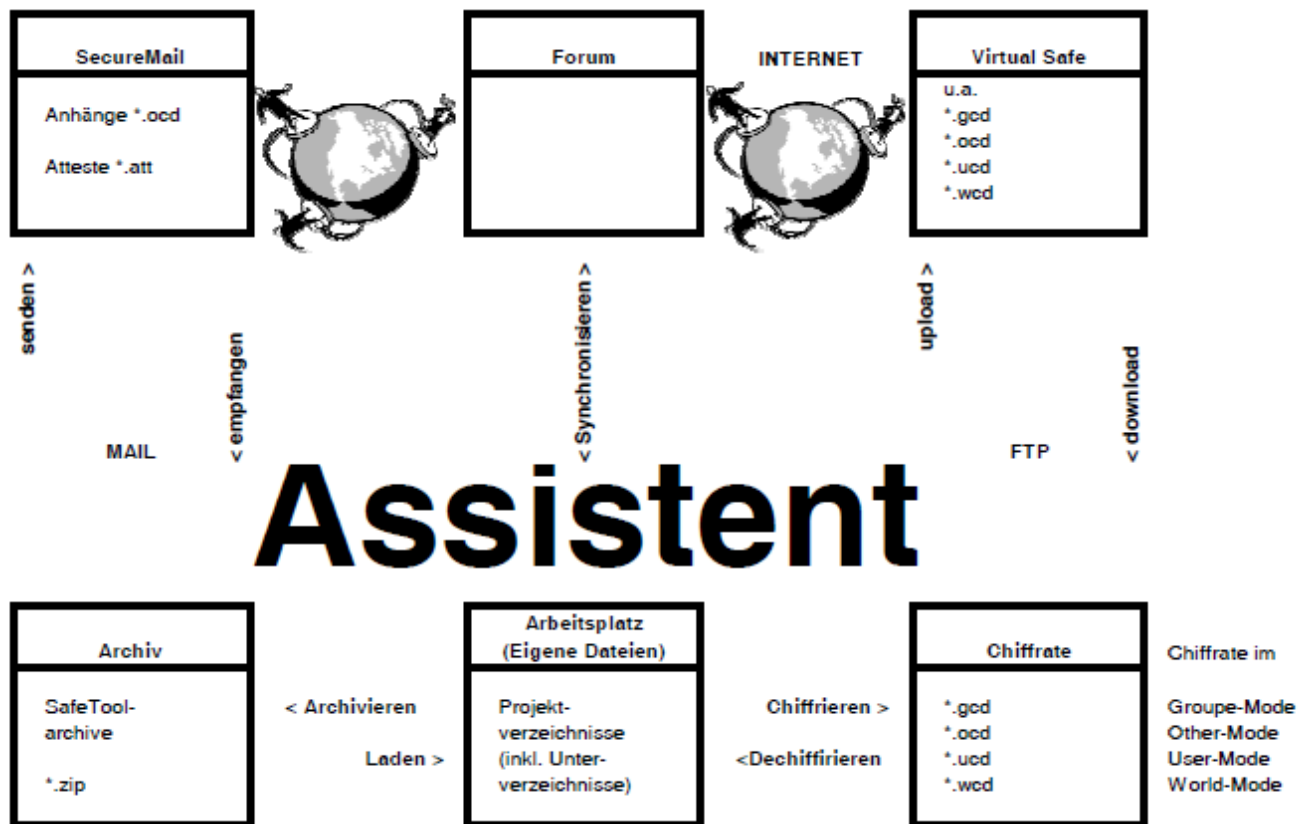 SecureMail
Anhänge *.ocd
Atteste *.att
Forum
INTERNET
Virtual Safe
u.a.
*.gcd
*.ocd
*.ucd
*.wcd
senden >
< empfangen
MAIL
< Synchronisieren >
upload >
< download
FTP
Assistent
Archiv
SafeTool-
archive
*.zip
< Archivieren
Laden >
Arbeitsplatz
(Eigene Dateien)
Projekt-
verzeichnisse
(inkl. Unter-
verzeichnisse)
Chiffrieren >
<Dechiffirieren
Chiffrate
*.gcd
*.ocd
*.ucd
*.wcd
Chiffrate im
Groupe-Mode
Other-Mode
User-Mode
World-Mode